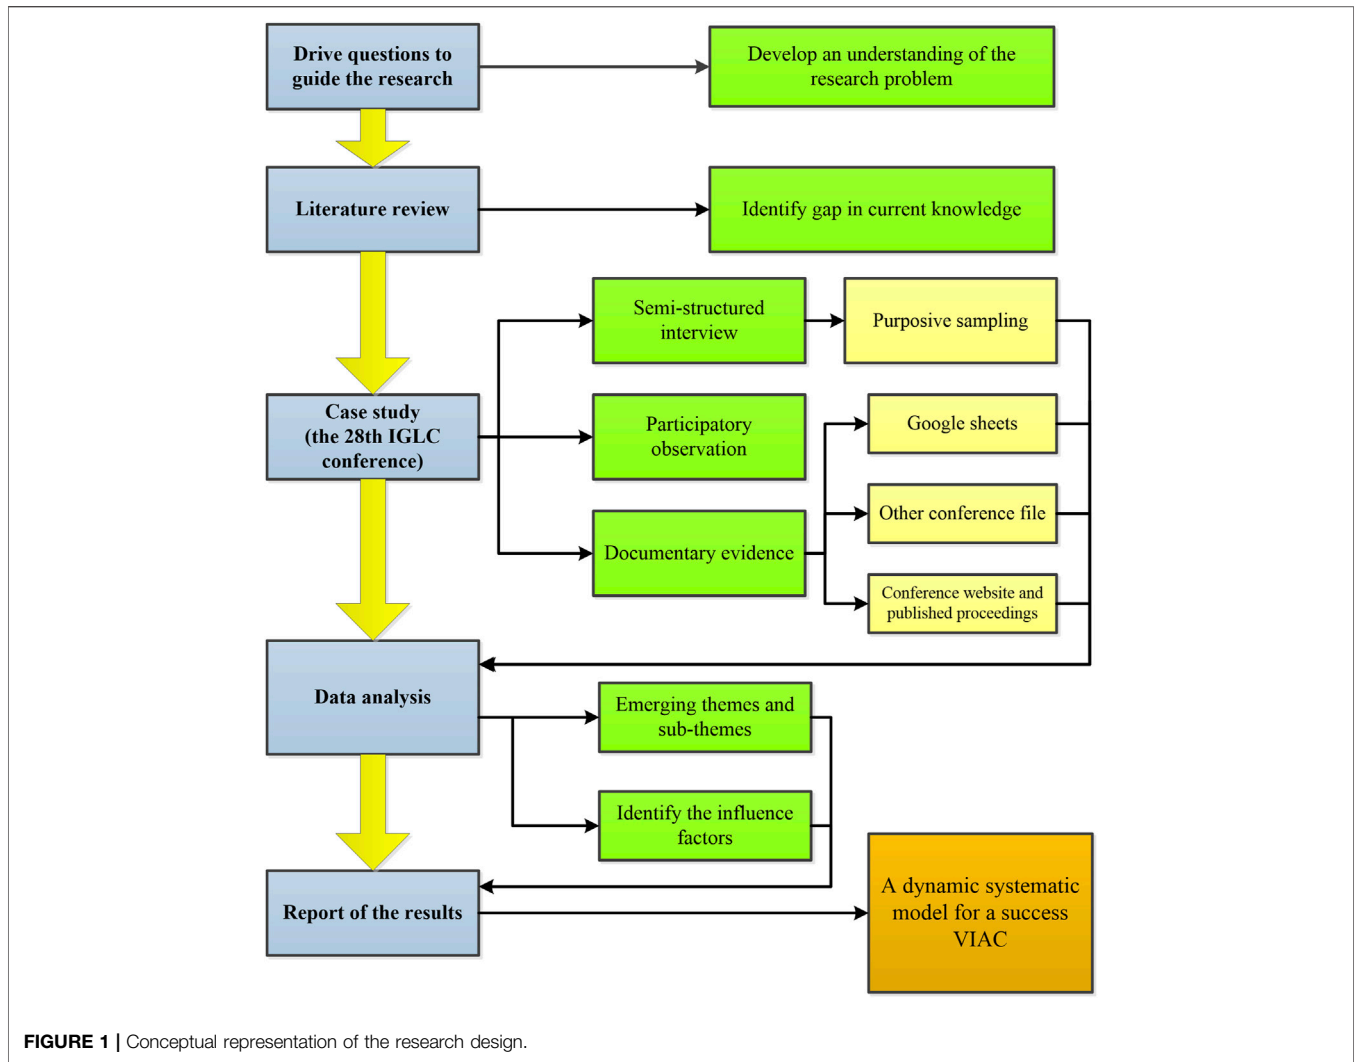 Drive questions to
guide the research
Develop an understanding of the
research problem
Literature review
Identify gap in current knowledge
Semi-structured
interview
Purposive sampling
Case study
(the 28th IGLC
conference)
Participatory
observation
Google sheets
Other conference file
Documentary evidence
Conference website and
published proceedings
Data analysis
Emerging themes and
sub-themes
Identify the influence
factors
Report of the results
A dynamic systematic
model for a success
VIAC
FIGURE 1 | Conceptual representation of the research design.